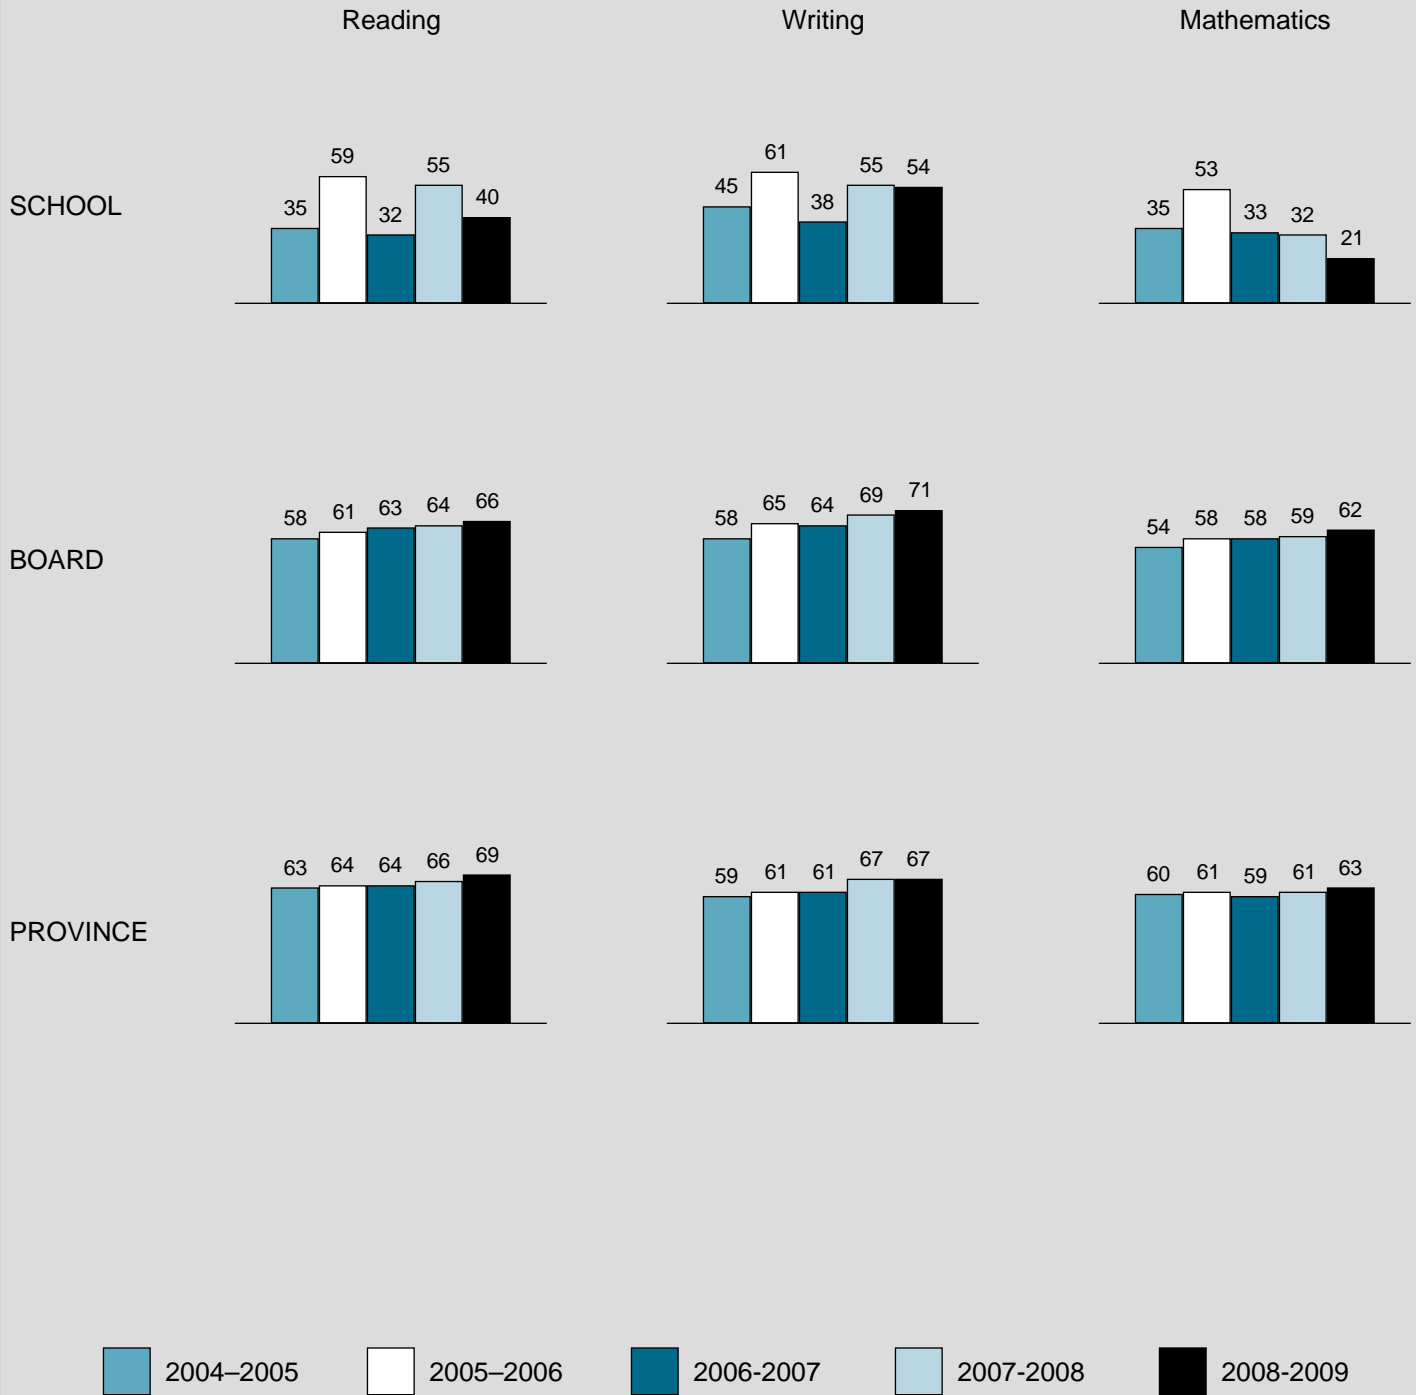 Reading Writing Mathematics
SCHOOL
35 59 32 55 40
45 61 38 55 54
35 53 33 32 21
BOARD
58 61 63 64 66
58 65 64 69 71
54 58 58 59 62
PROVINCE
63 64 64 66 69
59 61 61 67 67
60 61 59 61 63
2004–2005 2005–2006 2006-2007 2007-2008 2008-2009